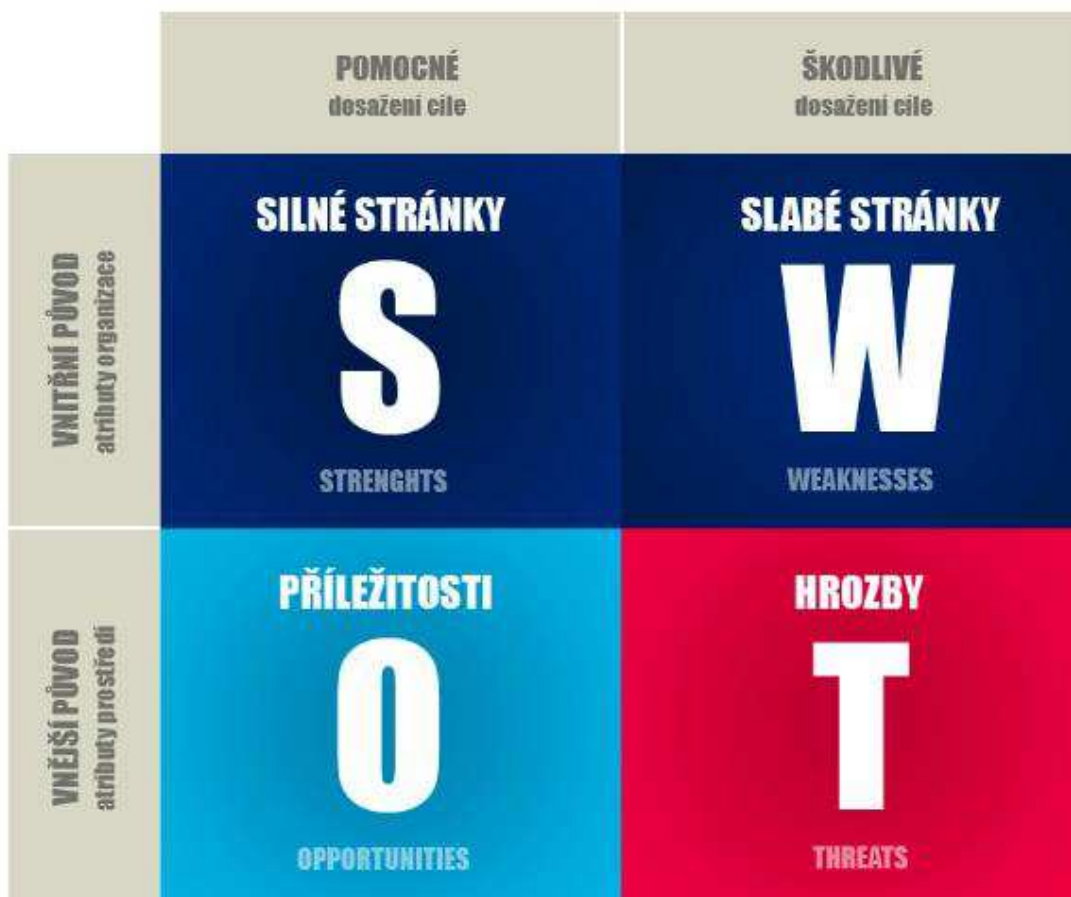 POMOCNÉ
dosažení cíle
ŠKODLIVÉ
dosažení cíle
VNITŘNÍ PŮVOD
atributy organizace
SILNÉ STRÁNKY
S
STRENGHTS
SLABÉ STRÁNKY
W
WEAKNESSES
VNĚJŠÍ PŮVOD
atributy prostředí
PŘÍLEŽITOSTI
O
OPPORTUNITIES
HROZBY
T
THREATS